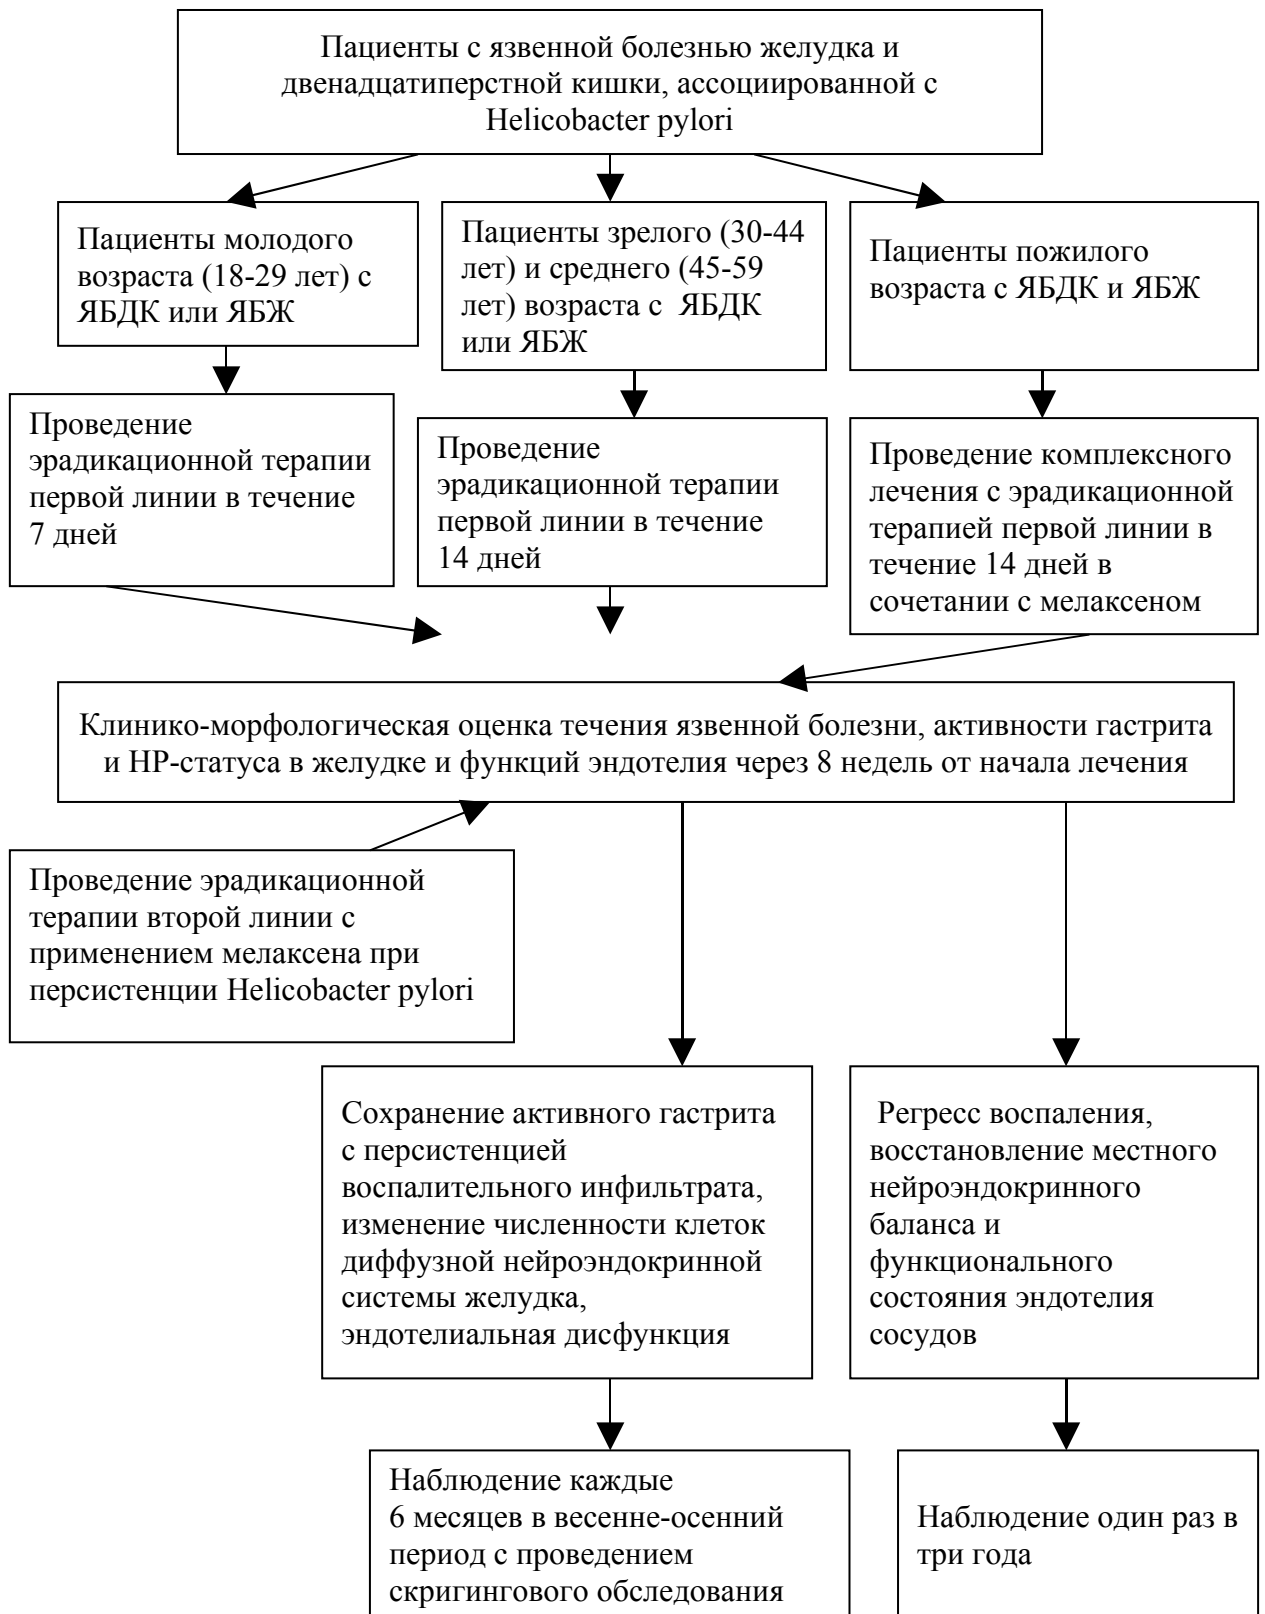 Пациенты с язвенной болезнью желудка и
двенадцатиперстной кишки, ассоциированной с
Helicobacter pylori
Пациенты молодого
возраста (18-29 лет) с
ЯБДК или ЯБЖ
Пациенты зрелого (30-44
лет) и среднего (45-59
лет) возраста с ЯБДК
или ЯБЖ
Пациенты пожилого
возраста с ЯБДК и ЯБЖ
Проведение
эрадикационной терапии
первой линии в течение
7 дней
Проведение
эрадикационной терапии
первой линии в течение
14 дней
Проведение комплексного
лечения с эрадикационной
терапией первой линии в
течение 14 дней в
сочетании с мелаксеном
Клинико-морфологическая оценка течения язвенной болезни, активности гастрита
и НР-статуса в желудке и функций эндотелия через 8 недель от начала лечения
Проведение эрадикационной
терапии второй линии с
применением мелаксена при
персистенции Helicobacter pylori
Сохранение активного гастрита
с персистенцией
воспалительного инфильтрата,
изменение численности клеток
диффузной нейроэндокринной
системы желудка,
эндотелиальная дисфункция
Регресс воспаления,
восстановление местного
нейроэндокринного
баланса и
функционального
состояния эндотелия
сосудов
Наблюдение каждые
6 месяцев в весенне-осенний
период с проведением
скригингового обследования
Наблюдение один раз в
три года